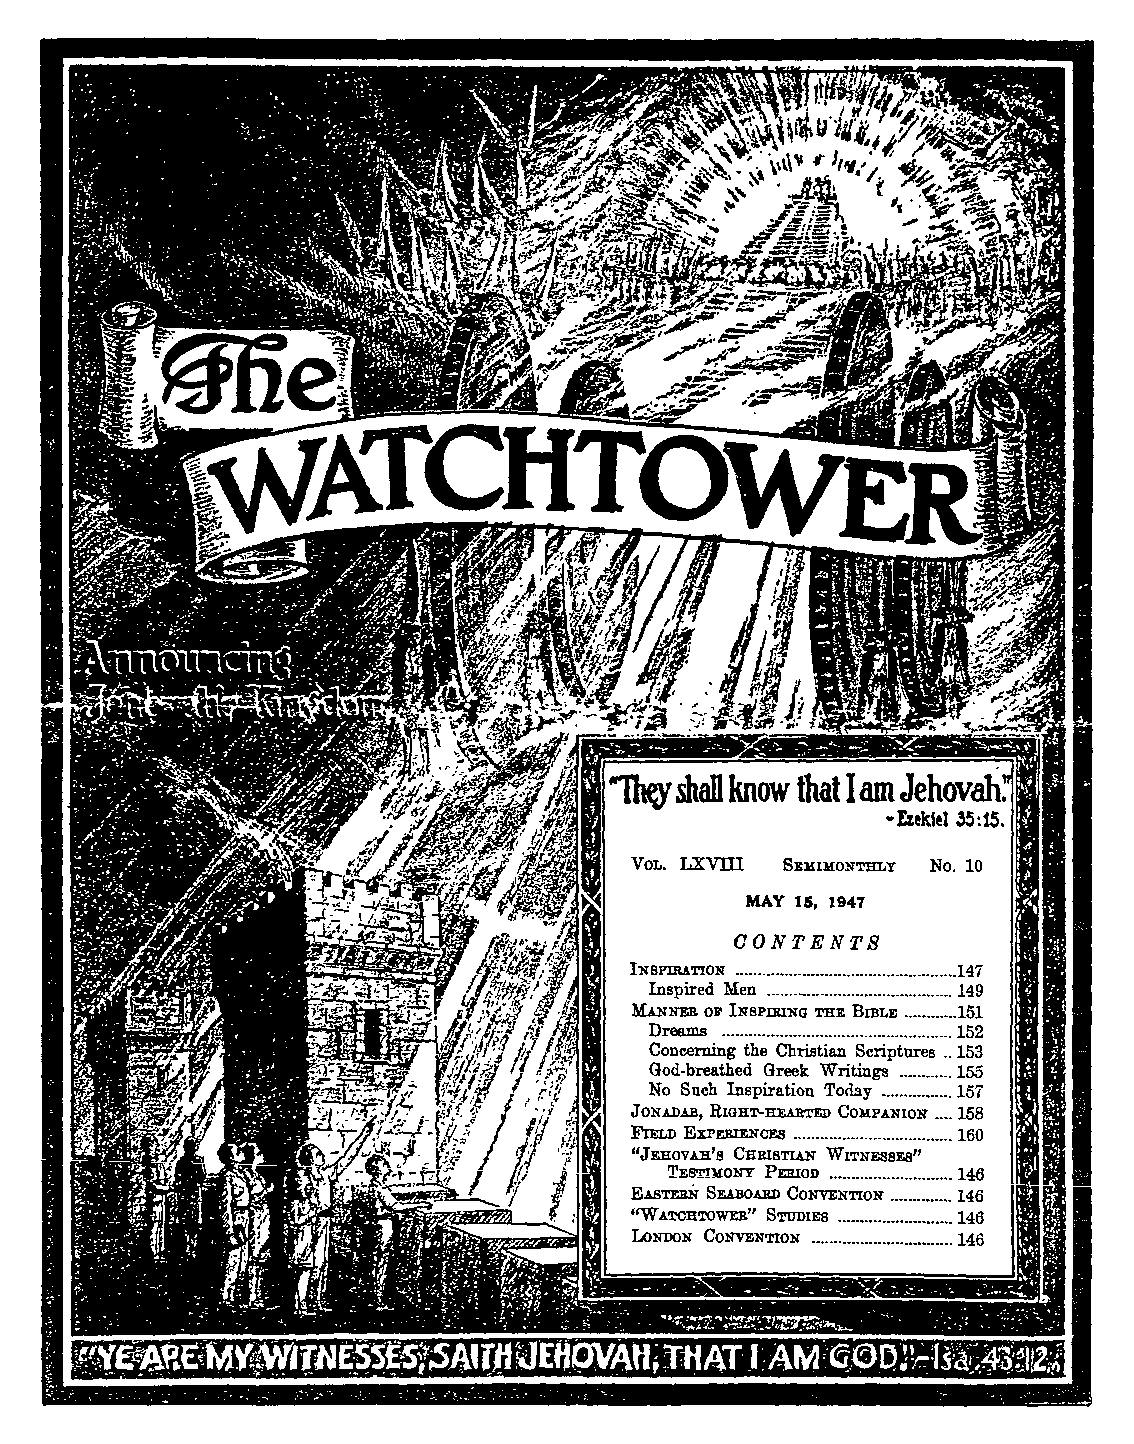 The
WATCHTOWER
Announcing
Kingdom
"They shall know that I am Jehovah."
-Ezekiel 35:15.
VOL. LXVIII SEMIMONTHLY No. 10
MAY 15, 1947
CONTENTS
INSPIRATION ........ 147
Inspired Men ........ 149
MANNER OF INSPIRING THE BIBLE ........ 151
Dreams ........ 152
Concerning the Christian Scriptures .. 153
God-breathed Greek Writings ........ 155
No Such Inspiration Today ........ 157
JONADAB, RIGHT-HEARTED COMPANION .... 158
FIELD EXPERIENCES ........ 160
"JEHOVAH'S CHRISTIAN WITNESSES"
TESTIMONY PERIOD ........ 146
EASTERN SEABOARD CONVENTION ........ 146
"WATCHTOWER" STUDIES ........ 146
LONDON CONVENTION ........ 146
"YE ARE MY WITNESSES, SAITH JEHOVAH, THAT I AM GOD."-Isa. 43:12.